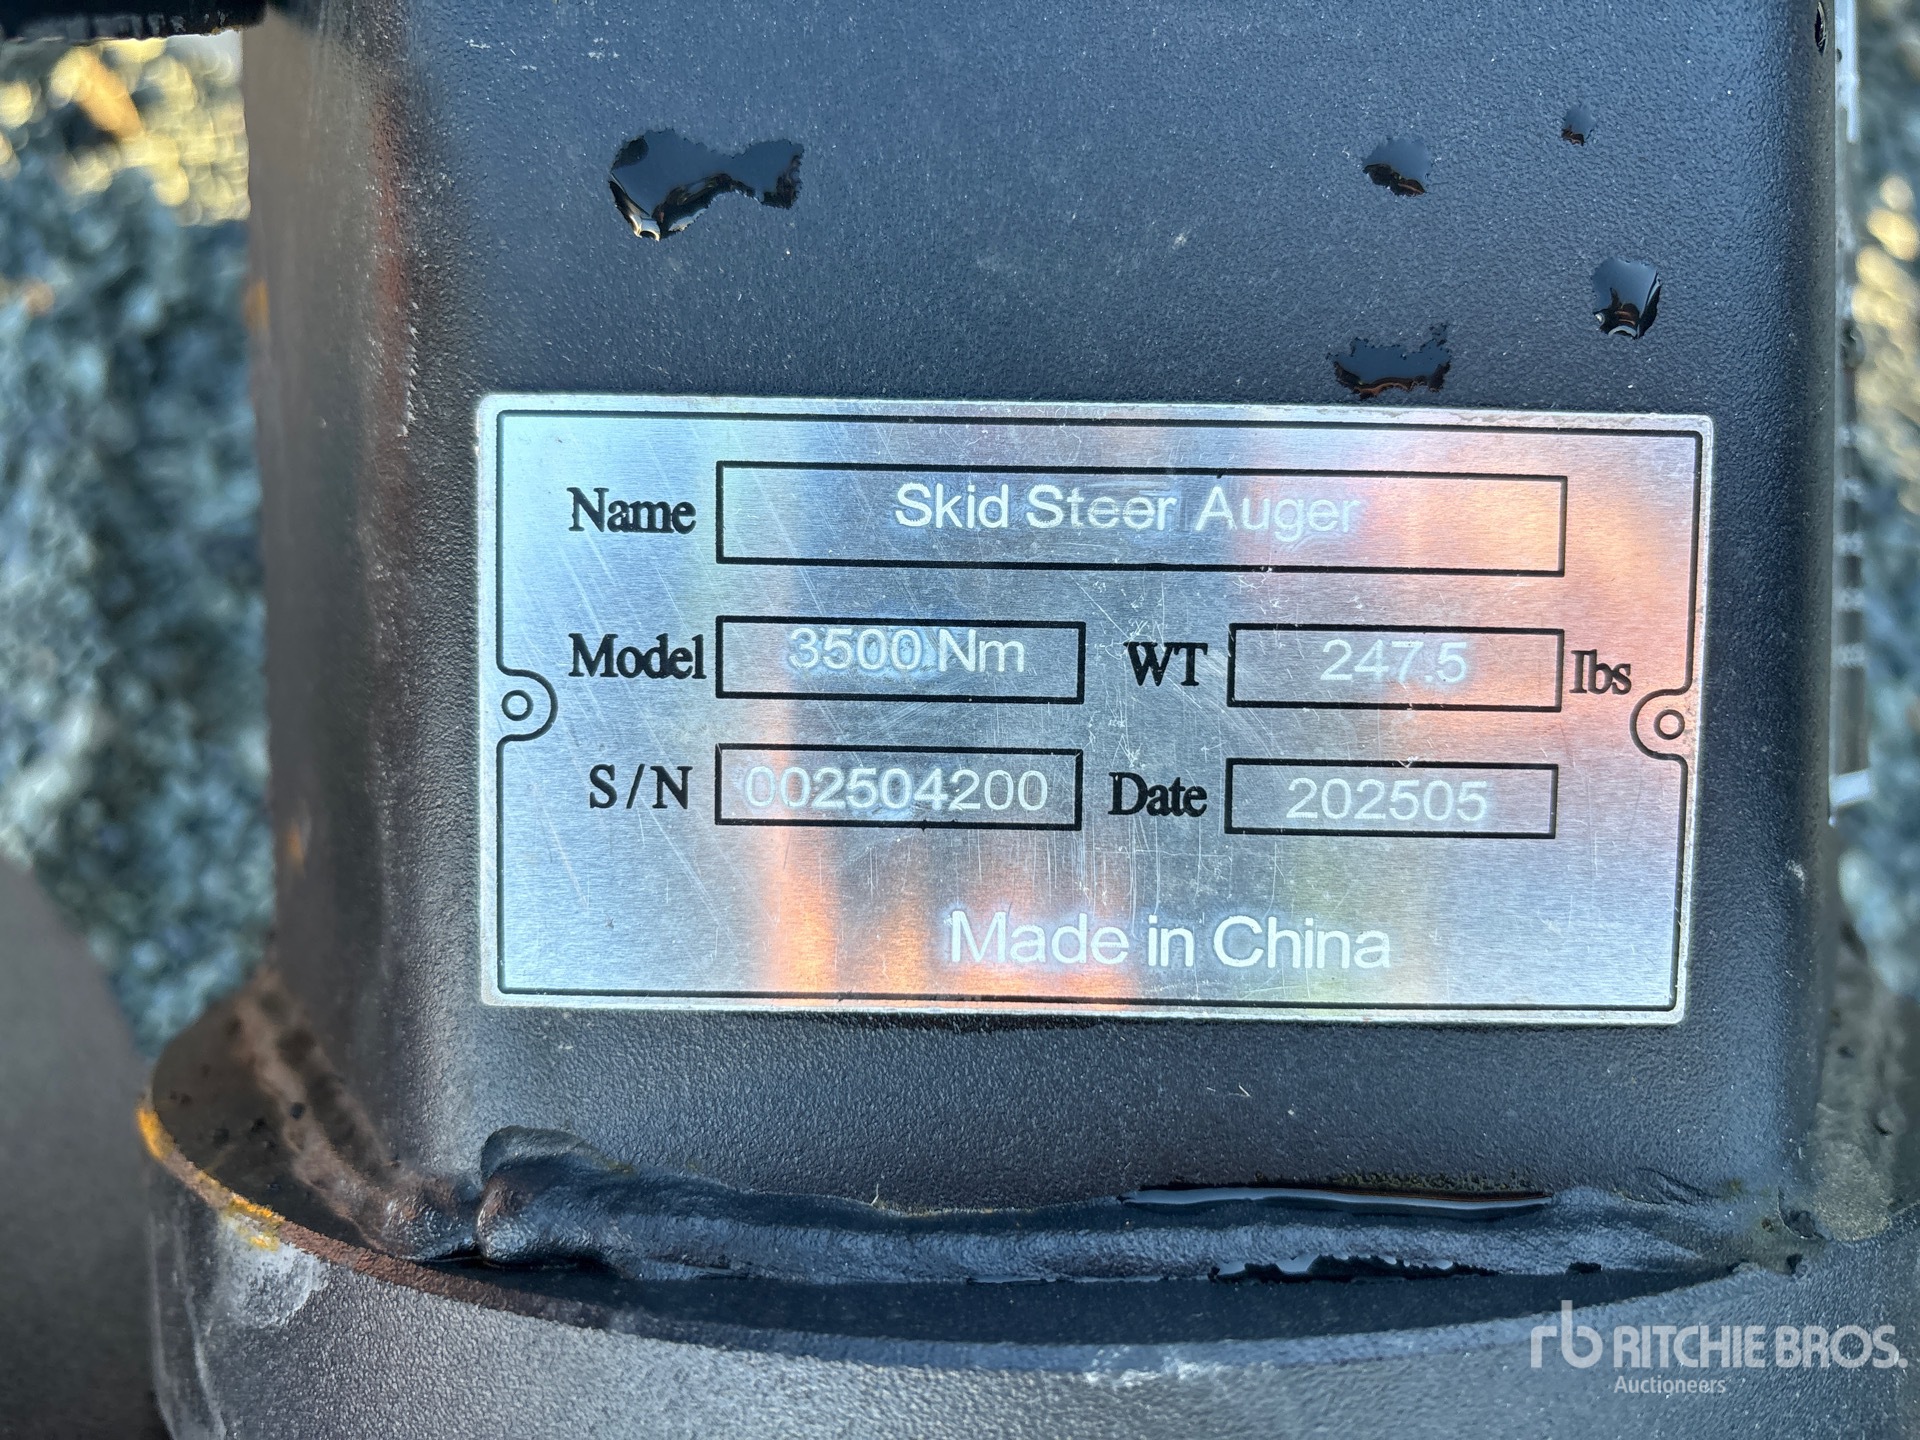 Name Skid Steer Auger
Model 3500 Nm WT 247.5 lbs
S/N 002504200 Date 202505
Made in China
rb RITCHIE BROS.
Auctioneers